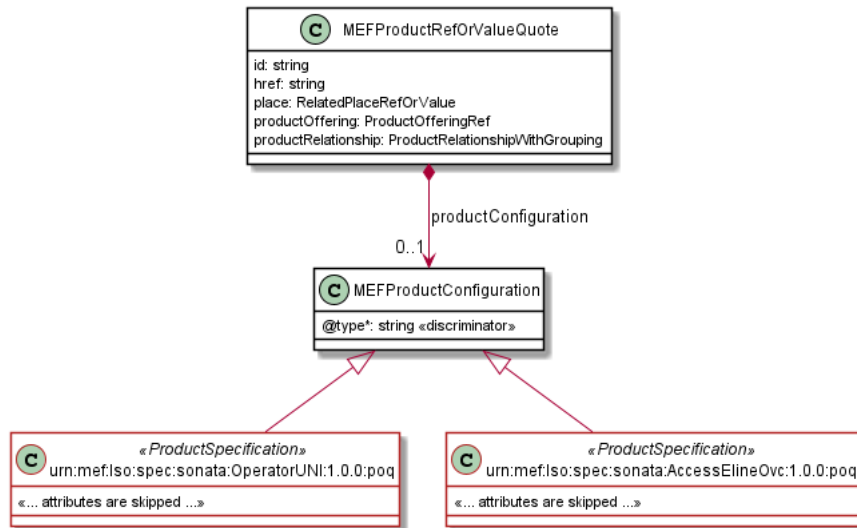 C MEFProductRefOrValueQuote
id: string
href: string
place: RelatedPlaceRefOrValue
productOffering: ProductOfferingRef
productRelationship: ProductRelationshipWithGrouping
productConfiguration
0..1
C MEFProductConfiguration
@type*: string «discriminator»
«ProductSpecification»
C urn:mef:lso:spec:sonata:OperatorUNI:1.0.0:poq
«... attributes are skipped ...»
«ProductSpecification»
C urn:mef:lso:spec:sonata:AccessElineOvc:1.0.0:poq
«... attributes are skipped ...»